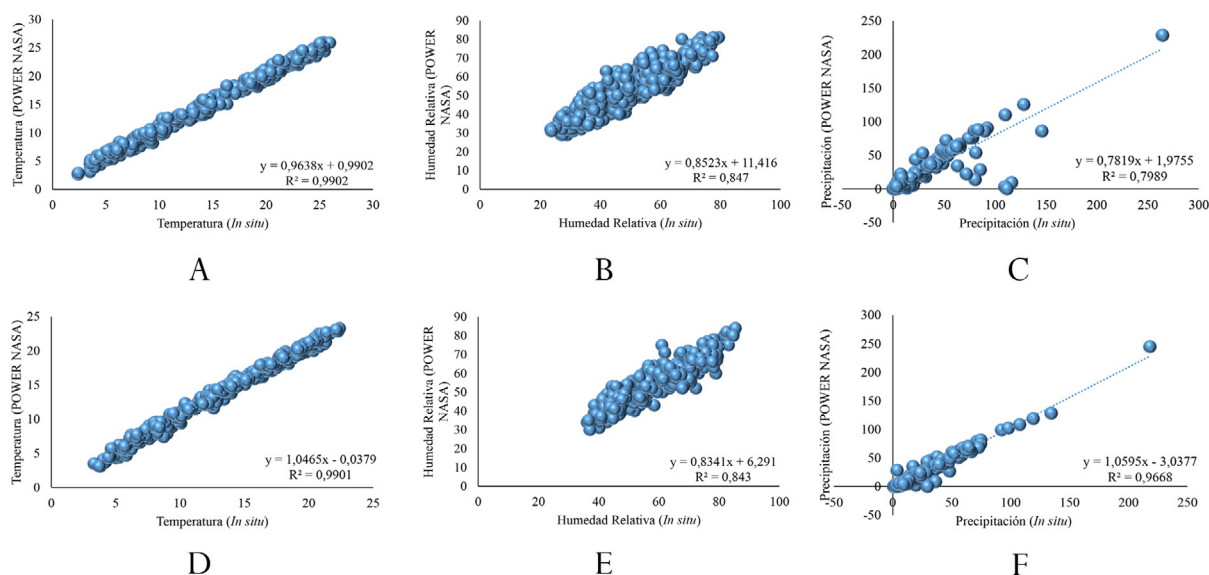 Temperatura (POWER NASA)
30
25
20
15
10
5
0
0
5
10
15
20
25
30
y = 0,9638x + 0,9902
R² = 0,9902
Temperatura (In situ)
A
Humedad Relativa (POWER
NASA)
90
80
70
60
50
40
30
20
10
0
0
20
40
60
80
100
y = 0,8523x + 11,416
R² = 0,847
Humedad Relativa (In situ)
B
Precipitación (POWER NASA)
250
200
150
100
50
0
-50
-50
0
50
100
150
200
250
300
y = 0,7819x + 1,9755
R² = 0,7989
Precipitación (In situ)
C
Temperatura (POWER NASA)
25
20
15
10
5
0
0
5
10
15
20
25
y = 1,0465x - 0,0379
R² = 0,9901
Temperatura (In situ)
D
Humedad Relativa (POWER
NASA)
90
80
70
60
50
40
30
20
10
0
0
20
40
60
80
100
y = 0,8341x + 6,291
R² = 0,843
Humedad Relativa (In situ)
E
Precipitación (POWER NASA)
300
250
200
150
100
50
0
-50
-50
0
50
100
150
200
250
y = 1,0595x - 3,0377
R² = 0,9668
Precipitación (In situ)
F